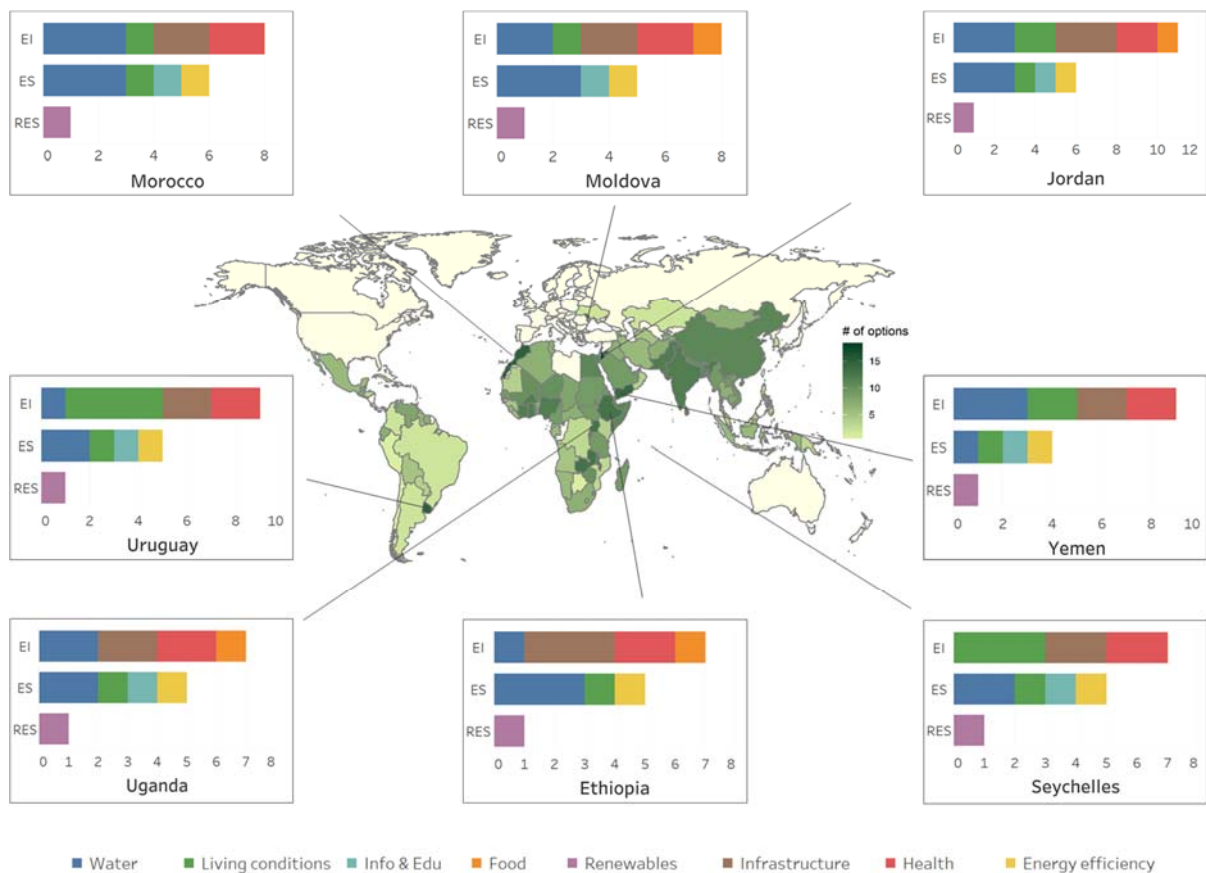 EI
ES
RES
0 2 4 6 8
Morocco
EI
ES
RES
0 2 4 6 8
Moldova
EI
ES
RES
0 2 4 6 8 10 12
Jordan
# of options
15
10
5
EI
ES
RES
0 2 4 6 8 10
Uruguay
EI
ES
RES
0 2 4 6 8 10
Yemen
EI
ES
RES
0 1 2 3 4 5 6 7 8
Uganda
EI
ES
RES
0 1 2 3 4 5 6 7 8
Ethiopia
EI
ES
RES
0 1 2 3 4 5 6 7 8
Seychelles
Water Living conditions Info & Edu Food Renewables Infrastructure Health Energy efficiency